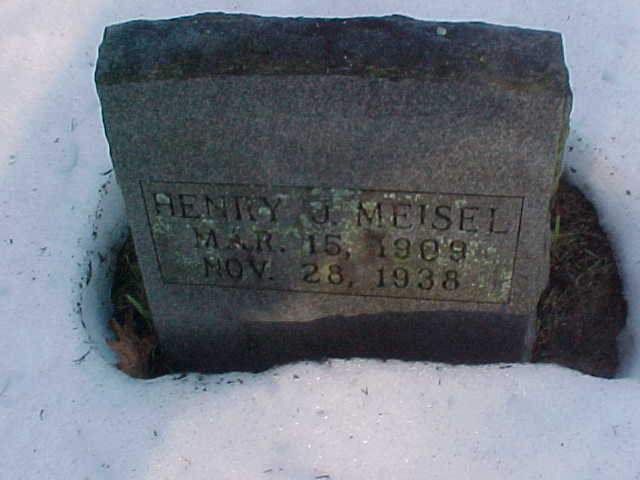 HENRY J. MEISEL
MAR. 15, 1909
NOV. 28, 1938